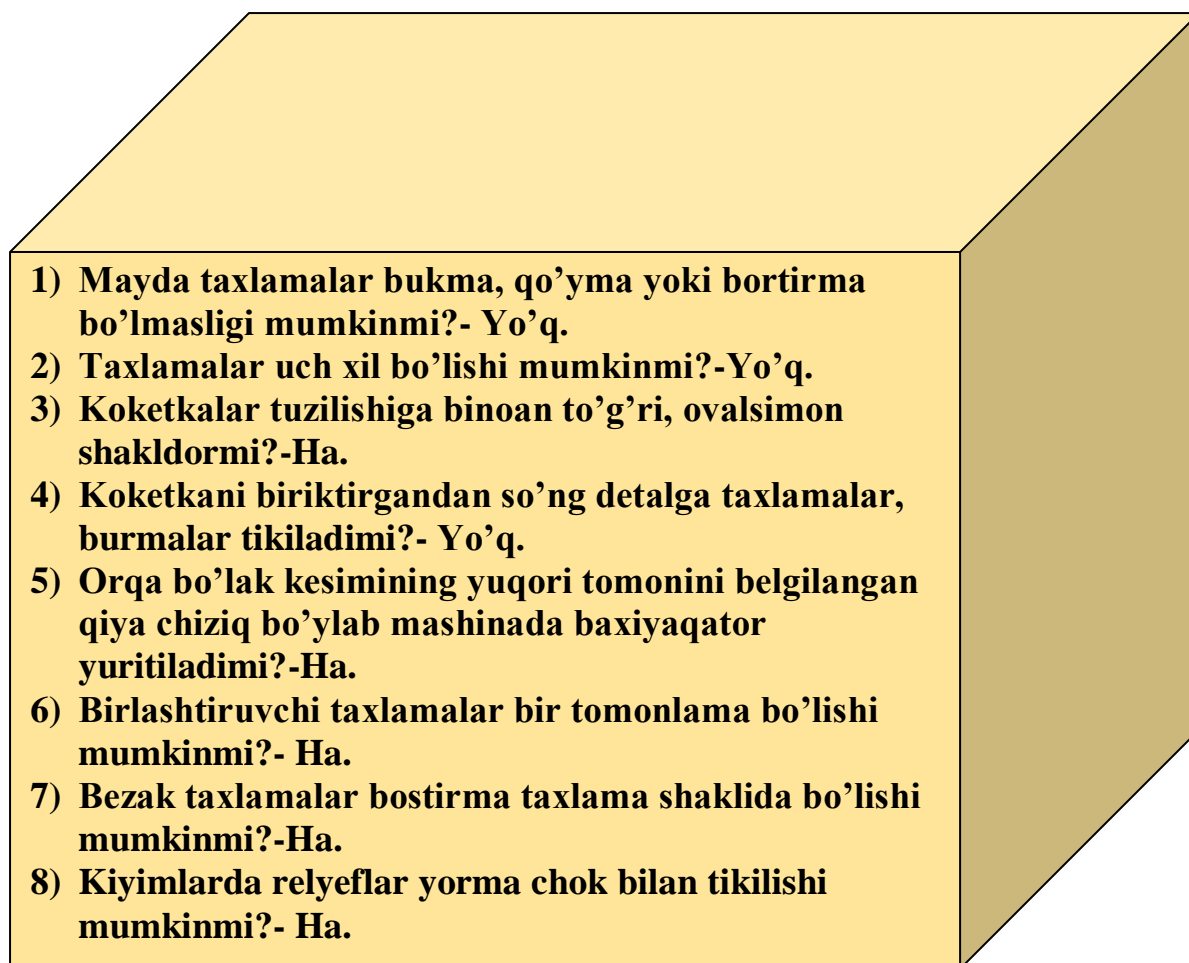 1) Mayda taxlamalar bukma, qo’yma yoki bortirma
bo’lmasligi mumkinmi?- Yo’q.
2) Taxlamalar uch xil bo’lishi mumkinmi?-Yo’q.
3) Koketkalar tuzilishiga binoan to’g’ri, ovalsimon
shakldormi?-Ha.
4) Koketkani biriktirgandan so’ng detalga taxlamalar,
burmalar tikiladimi?- Yo’q.
5) Orqa bo’lak kesimining yuqori tomonini belgilangan
qiya chiziq bo’ylab mashinada baxiyaqator
yuritiladimi?-Ha.
6) Birlashtiruvchi taxlamalar bir tomonlama bo’lishi
mumkinmi?- Ha.
7) Bezak taxlamalar bostirma taxlama shaklida bo’lishi
mumkinmi?-Ha.
8) Kiyimlarda relyeflar yorma chok bilan tikilishi
mumkinmi?- Ha.